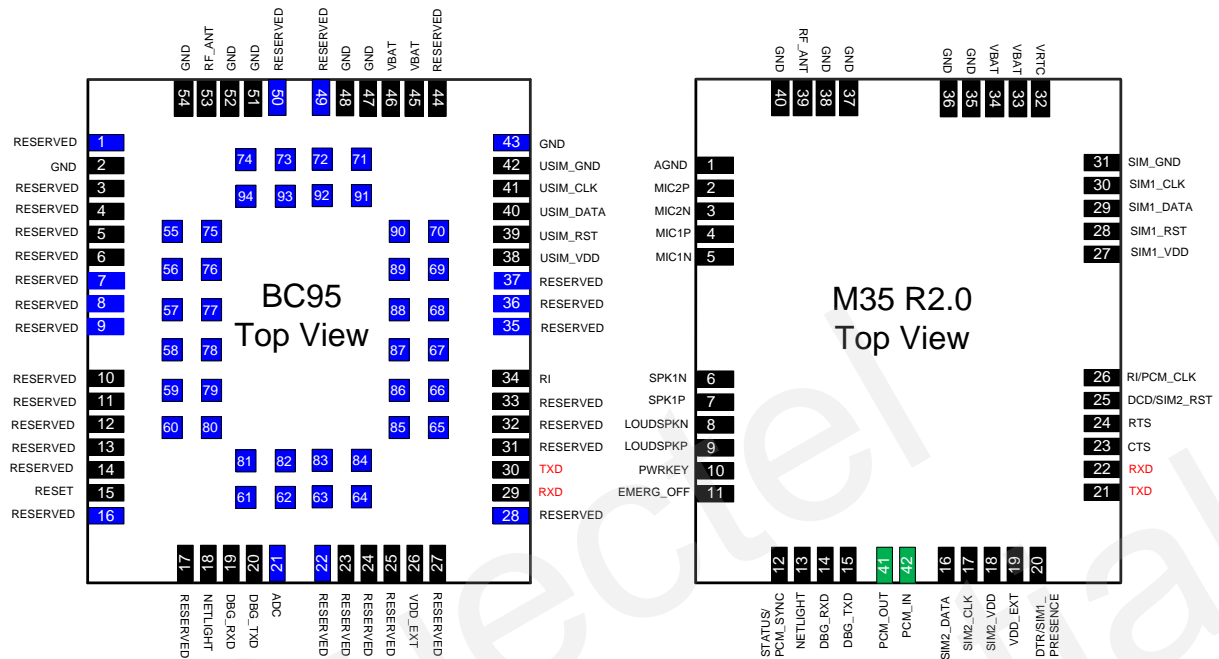 GND
RF_ANT
GND
GND
RESERVED
RESERVED
GND
GND
VBAT
VBAT
RESERVED
54
53
52
51
50
49
48
47
46
45
44
RESERVED 1
GND 2
RESERVED 3
RESERVED 4
RESERVED 5
RESERVED 6
RESERVED 7
RESERVED 8
RESERVED 9
RESERVED 10
RESERVED 11
RESERVED 12
RESERVED 13
RESERVED 14
RESET 15
RESERVED 16
74 73 72 71
94 93 92 91
55 75 90 70
56 76 89 69
57 77 88 68
58 78 87 67
59 79 86 66
60 80 85 65
81 82 83 84
61 62 63 64
BC95
Top View
43 GND
42 USIM_GND
41 USIM_CLK
40 USIM_DATA
39 USIM_RST
38 USIM_VDD
37 RESERVED
36 RESERVED
35 RESERVED
34 RI
33 RESERVED
32 RESERVED
31 RESERVED
30 TXD
29 RXD
28 RESERVED
17
18
19
20
21
22
23
24
25
26
27
RESERVED
NETLIGHT
DBG_RXD
DBG_TXD
ADC
RESERVED
RESERVED
RESERVED
RESERVED
VDD_EXT
RESERVED
GND
RF_ANT
GND
GND
GND
GND
VBAT
VBAT
VRTC
40
39
38
37
36
35
34
33
32
AGND 1
MIC2P 2
MIC2N 3
MIC1P 4
MIC1N 5
SPK1N 6
SPK1P 7
LOUDSPKN 8
LOUDSPKP 9
PWRKEY 10
EMERG_OFF 11
M35 R2.0
Top View
31 SIM_GND
30 SIM1_CLK
29 SIM1_DATA
28 SIM1_RST
27 SIM1_VDD
26 RI/PCM_CLK
25 DCD/SIM2_RST
24 RTS
23 CTS
22 RXD
21 TXD
12
13
14
15
41
42
16
17
18
19
20
STATUS/
PCM_SYNC
NETLIGHT
DBG_RXD
DBG_TXD
PCM_OUT
PCM_IN
SIM2_DATA
SIM2_CLK
SIM2_VDD
VDD_EXT
DTR/SIM1_
PRESENCE